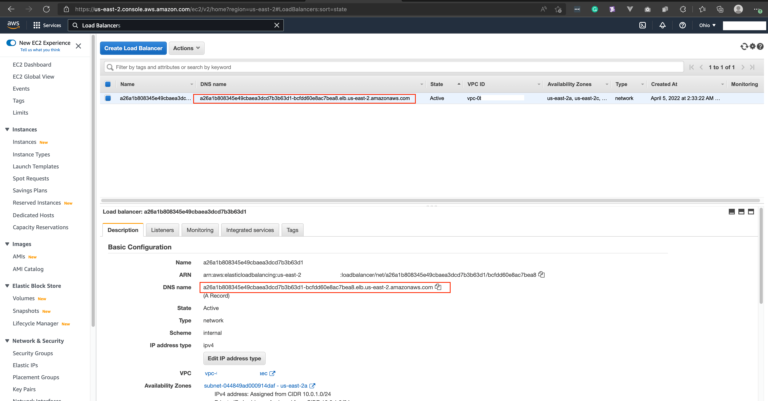 https://us-east-2.console.aws.amazon.com/ec2/v2/home?region=us-east-2#LoadBalancers:sort=state
aws Services Load Balancer: Ohio
New EC2 Experience
Tell us what you think
EC2 Dashboard
EC2 Global View
Events
Tags
Limits
Instances
Instances New
Instance Types
Launch Templates
Spot Requests
Savings Plans
Reserved Instances New
Dedicated Hosts
Capacity Reservations
Images
AMIs New
AMI Catalog
Elastic Block Store
Volumes New
Snapshots New
Lifecycle Manager New
Network & Security
Security Groups
Elastic IPs
Placement Groups
Key Pairs
Create Load Balancer Actions
Filter by tags and attributes or search by keyword 1 to 1 of 1
Name DNS name State VPC ID Availability Zones Type Created At Monitoring
a26a1b808345e49cbaea3dc... a26a1b808345e49cbaea3dcd7b3b63d1-bcfdd60e8ac7bea8.elb.us-east-2.amazonaws.com Active vpc-0 us-east-2a, us-east-2c, ... network April 5, 2022 at 2:33:22 AM ...
Load balancer: a26a1b808345e49cbaea3dcd7b3b63d1
Description Listeners Monitoring Integrated services Tags
Basic Configuration
Name a26a1b808345e49cbaea3dcd7b3b63d1
ARN arn:aws:elasticloadbalancing:us-east-2 :loadbalancer/net/a26a1b808345e49cbaea3dcd7b3b63d1/bcfdd60e8ac7bea8
DNS name a26a1b808345e49cbaea3dcd7b3b63d1-bcfdd60e8ac7bea8.elb.us-east-2.amazonaws.com
(A Record)
State Active
Type network
Scheme internal
IP address type ipv4
Edit IP address type
VPC vpc-
Availability Zones subnet-044849ad000914daf - us-east-2a
IPv4 address: Assigned from CIDR 10.0.1.0/24